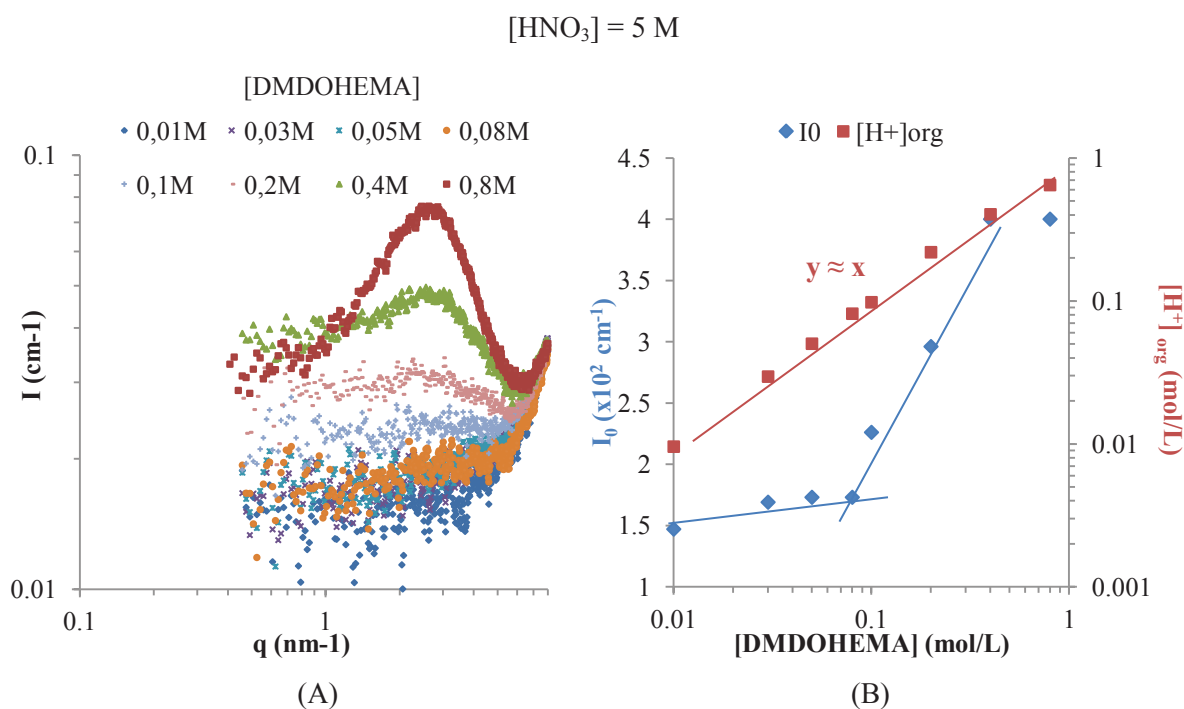 [HNO₃] = 5 M
[DMDOHEMA]
0,01M 0,03M 0,05M 0,08M
0,1M 0,2M 0,4M 0,8M
0.1
0.01
0.1 1
I (cm-1)
q (nm-1)
(A)
I0 [H+]org
4.5
4
3.5
3
2.5
2
1.5
1
I₀ (x10² cm⁻¹)
y ≈ x
1
0.1
0.01
0.001
[H⁺]org (mol/L)
0.01 0.1 1
[DMDOHEMA] (mol/L)
(B)